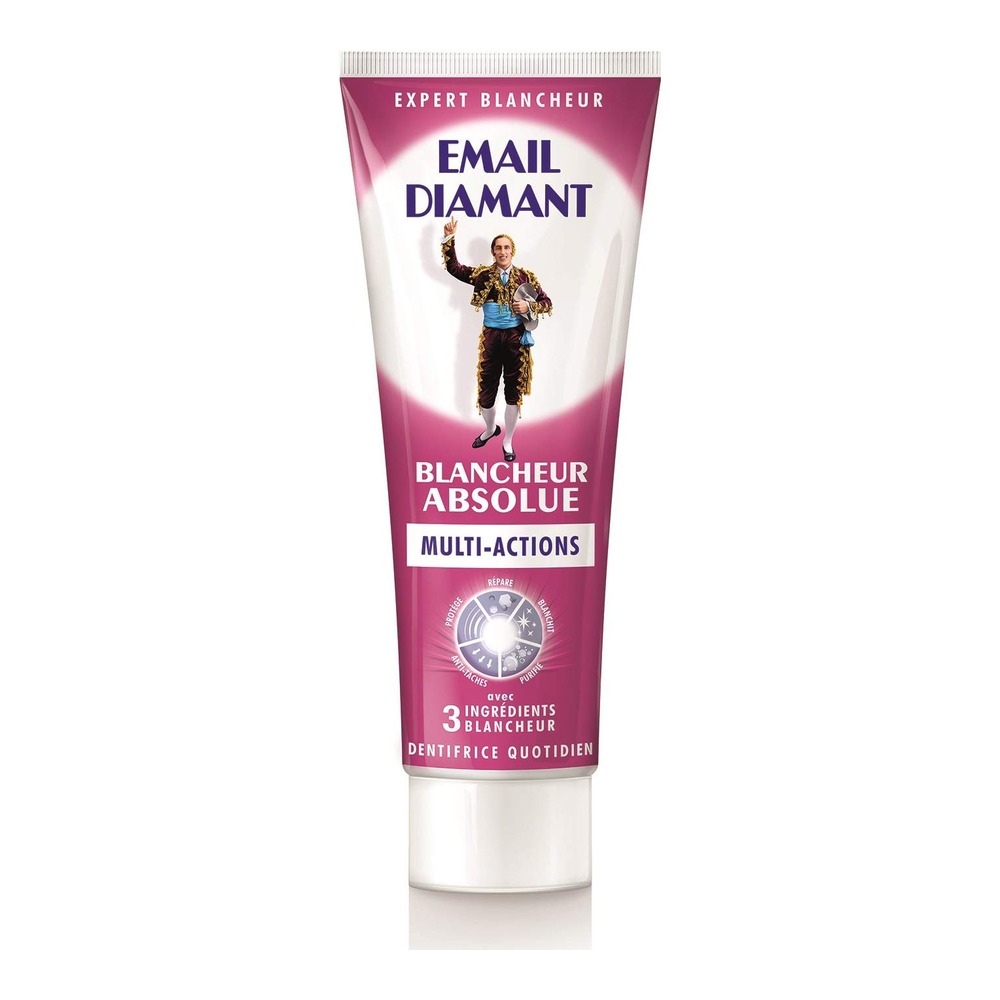 EXPERT BLANCHEUR
EMAIL
DIAMANT
BLANCHEUR
ABSOLUE
MULTI-ACTIONS
RÉPARE
PROTÈGE
BLANCHIT
ANTI-TACHES
PURIFIE
avec
3 INGRÉDIENTS
BLANCHEUR
DENTIFRICE QUOTIDIEN